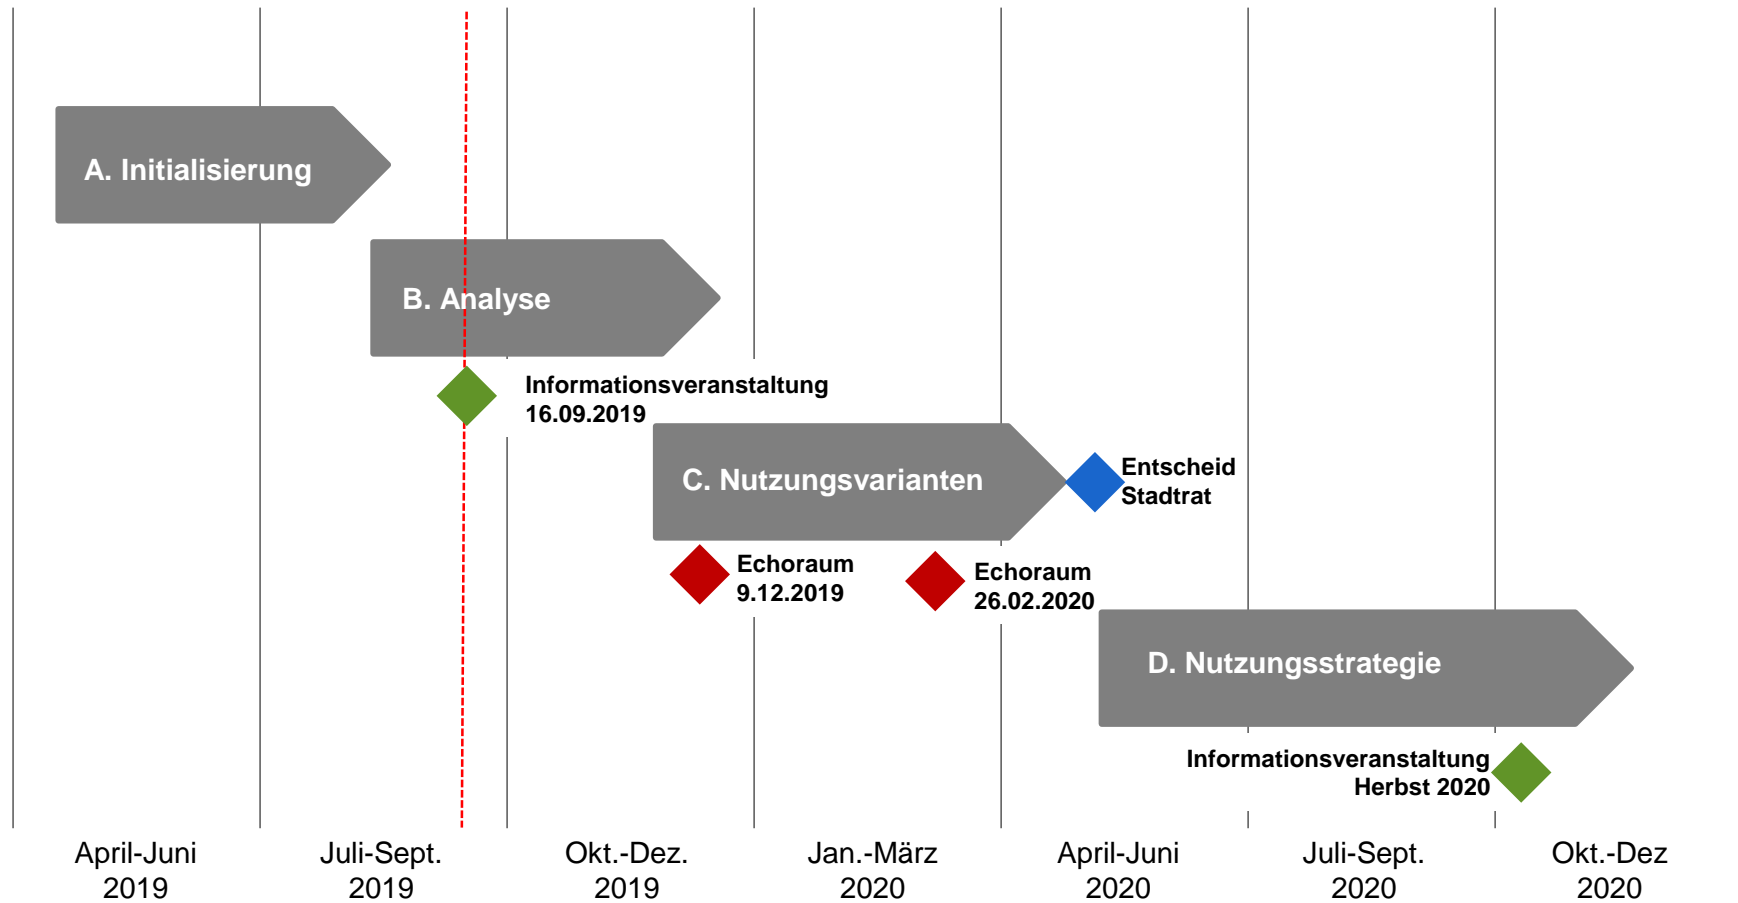 A. Initialisierung
B. Analyse
Informationsveranstaltung
16.09.2019
C. Nutzungsvarianten
Entscheid
Stadtrat
Echoraum
9.12.2019
Echoraum
26.02.2020
D. Nutzungsstrategie
Informationsveranstaltung
Herbst 2020
April-Juni
2019
Juli-Sept.
2019
Okt.-Dez.
2019
Jan.-März
2020
April-Juni
2020
Juli-Sept.
2020
Okt.-Dez
2020